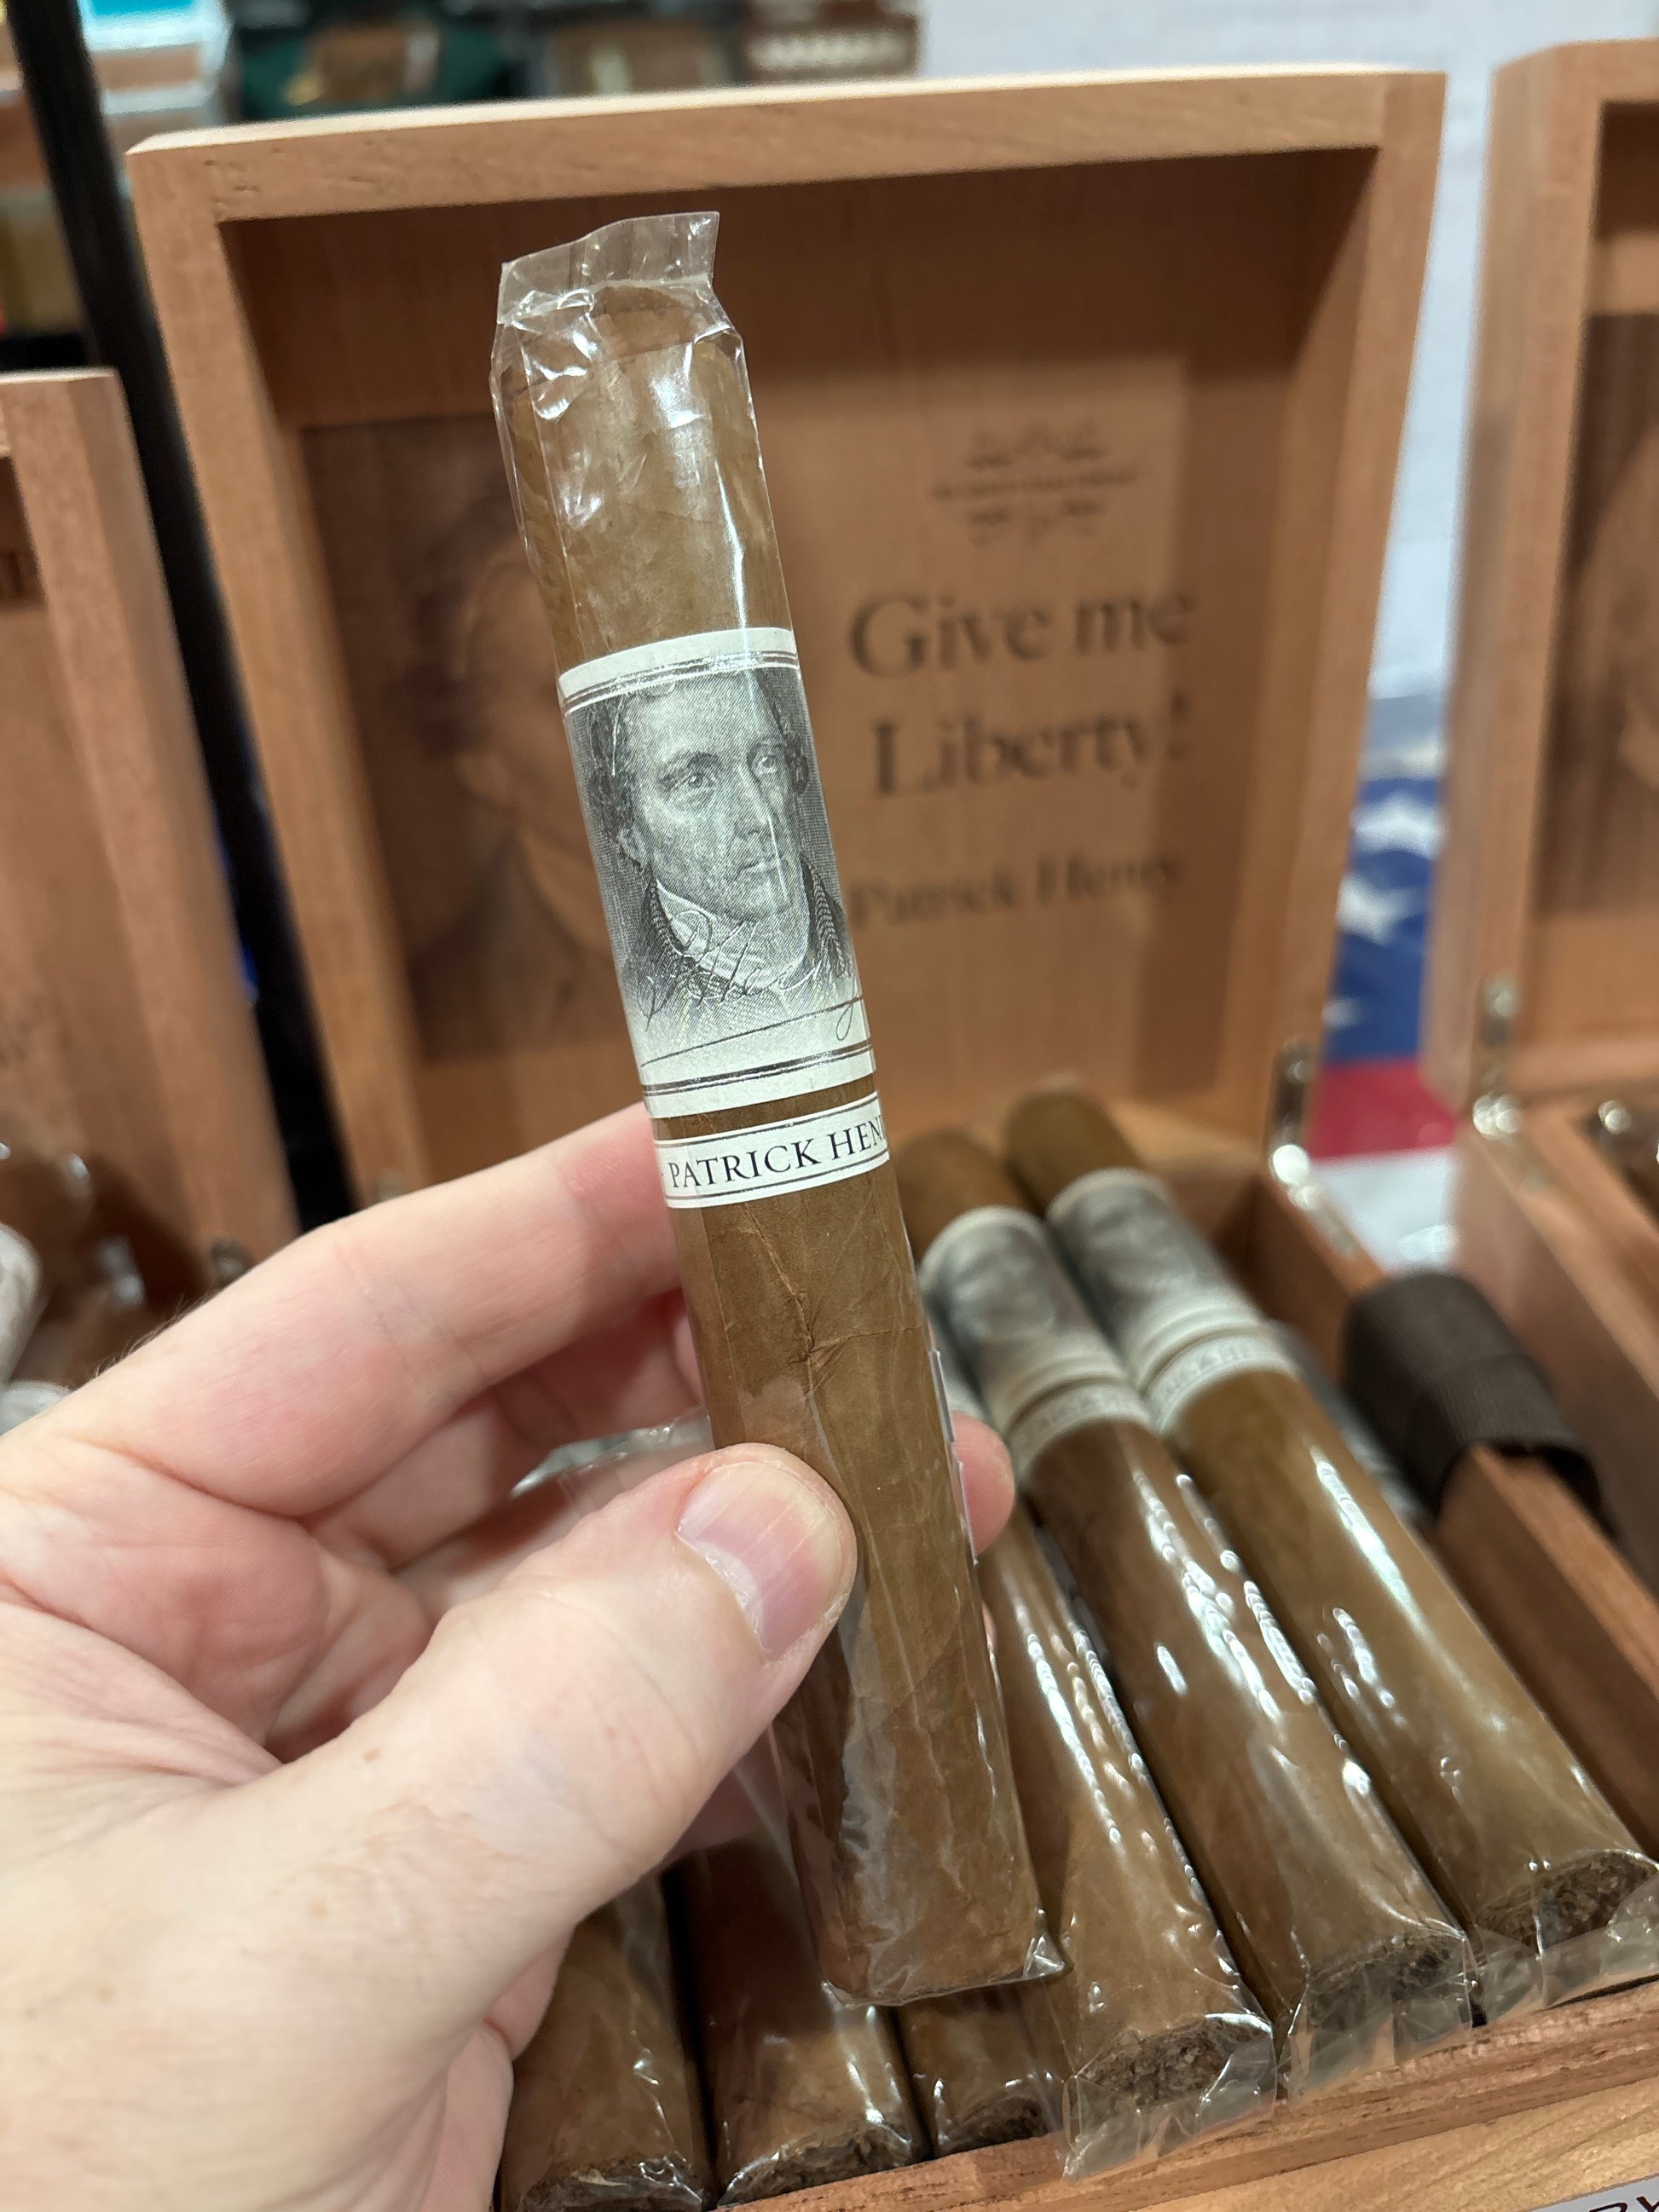 Give me
Liberty!
Patrick Henry
PATRICK HEN